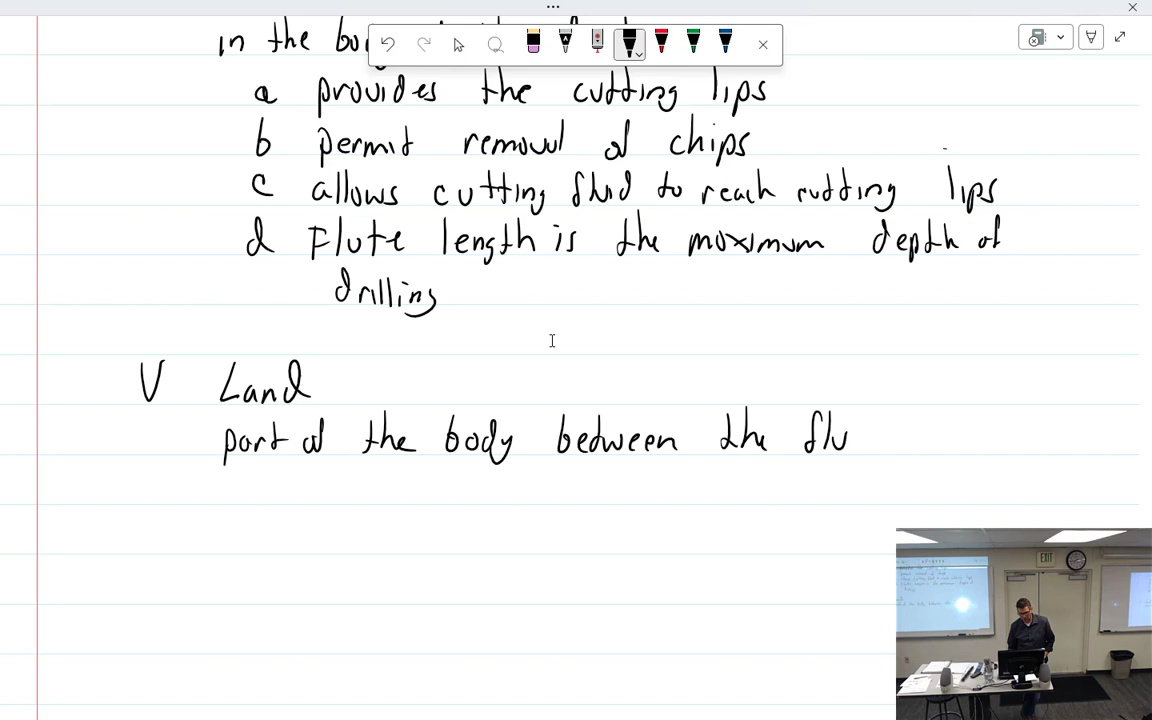 in the
a provides the cutting lips
b permit removal of chips
c allows cutting fluid to reach cutting lips
d Flute length is the maximum depth of
drilling
V Land
part of the body between the flu
EXIT